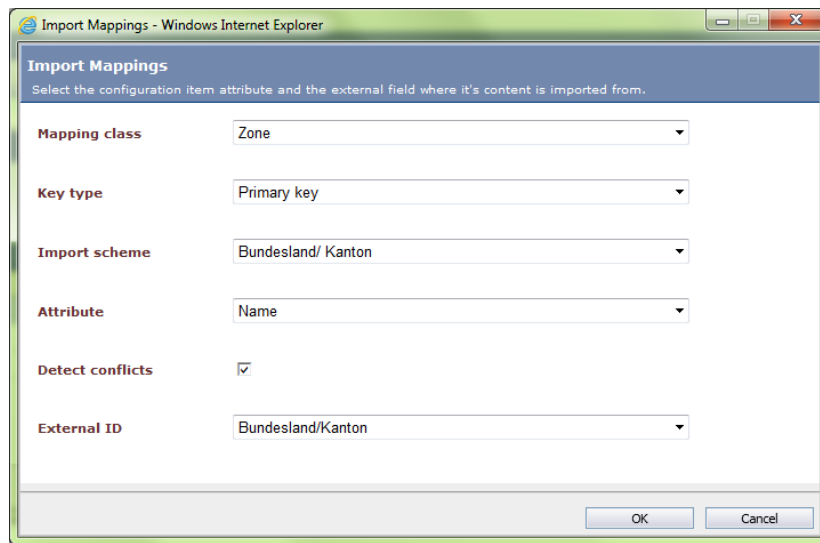 Import Mappings - Windows Internet Explorer
Import Mappings
Select the configuration item attribute and the external field where it's content is imported from.
Mapping class Zone
Key type Primary key
Import scheme Bundesland/ Kanton
Attribute Name
Detect conflicts
External ID Bundesland/Kanton
OK Cancel